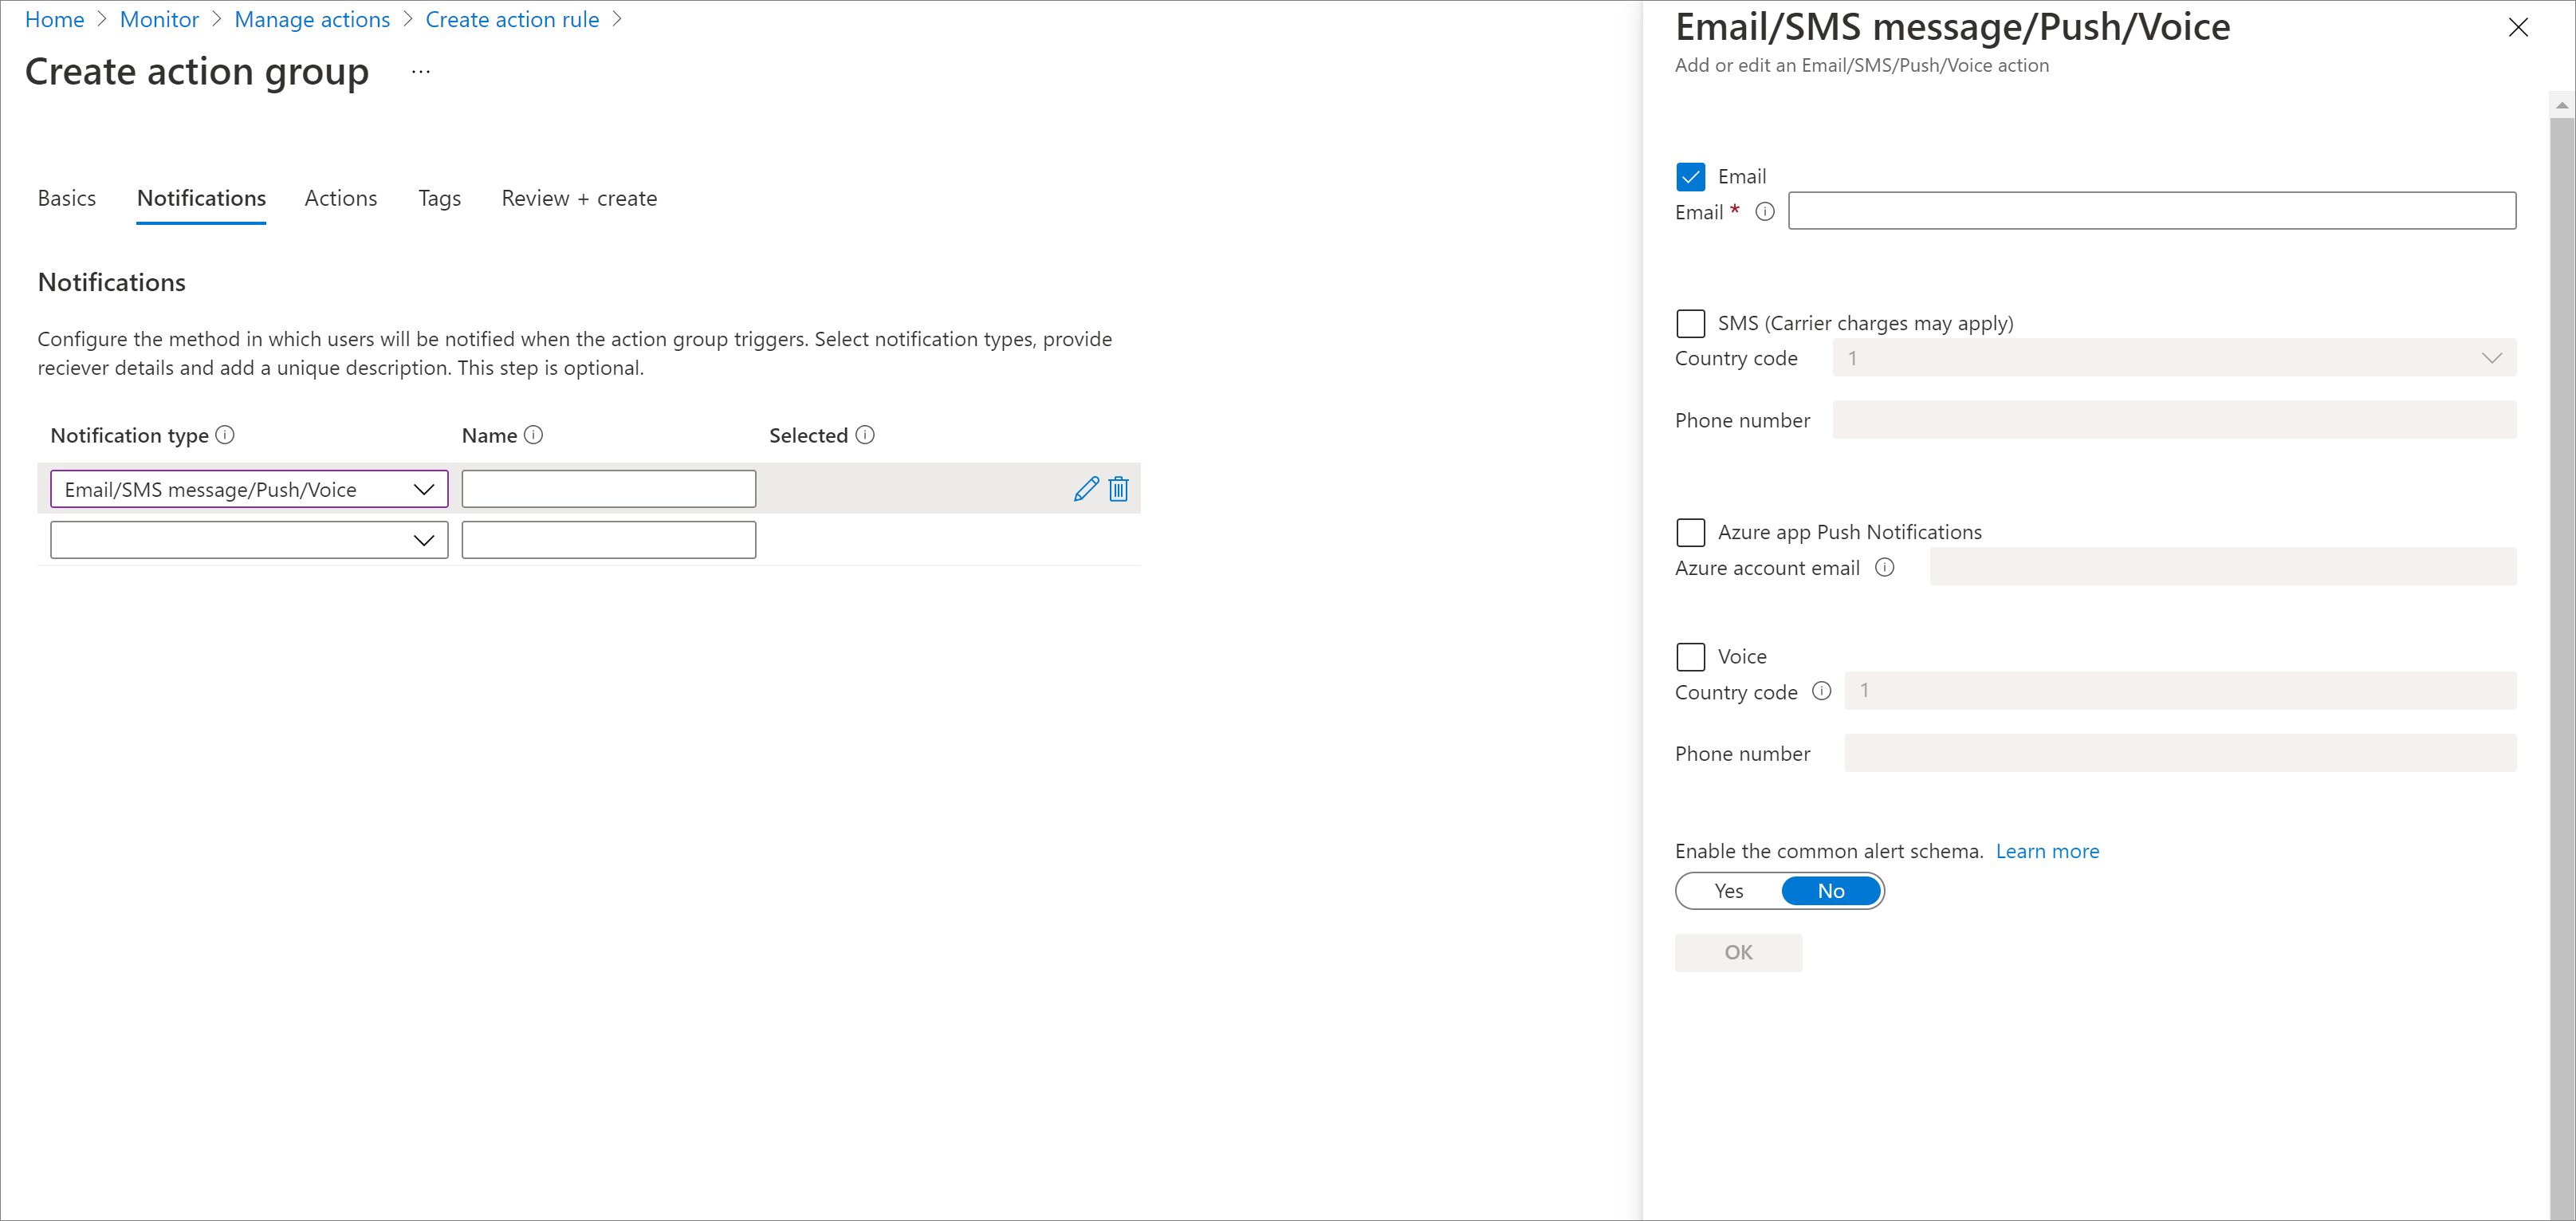 Home > Monitor > Manage actions > Create action rule >
Create action group ...
Basics Notifications Actions Tags Review + create
Notifications
Configure the method in which users will be notified when the action group triggers. Select notification types, provide
reciever details and add a unique description. This step is optional.
Notification type Name Selected
Email/SMS message/Push/Voice
Email/SMS message/Push/Voice
Add or edit an Email/SMS/Push/Voice action
Email
Email *
SMS (Carrier charges may apply)
Country code 1
Phone number
Azure app Push Notifications
Azure account email
Voice
Country code 1
Phone number
Enable the common alert schema. Learn more
Yes No
OK